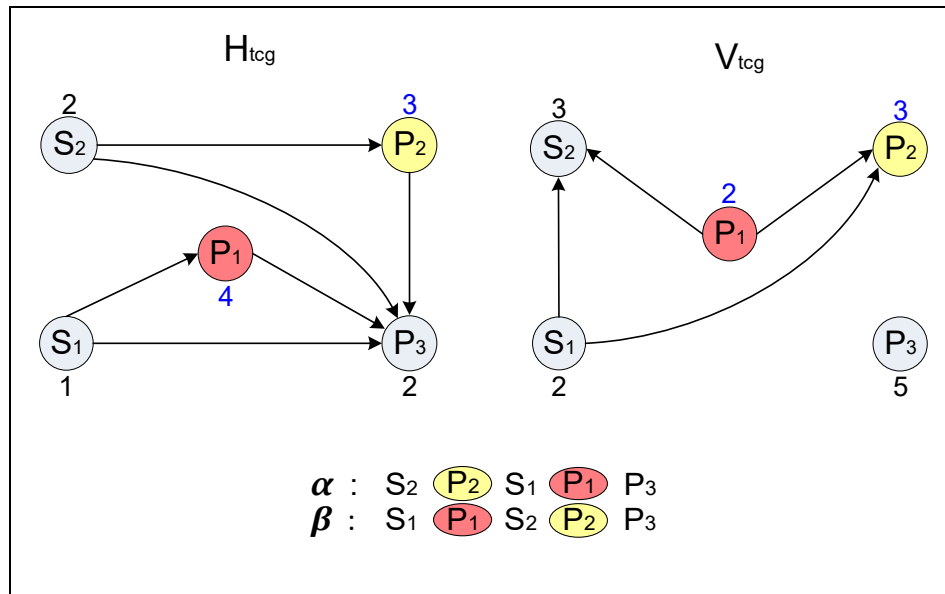 Htcg
Vtcg
2
3
3
3
S2
P2
S2
P2
2
P1
P1
4
S1
P3
S1
P3
1
2
2
5
α : S2 P2 S1 P1 P3
β : S1 P1 S2 P2 P3